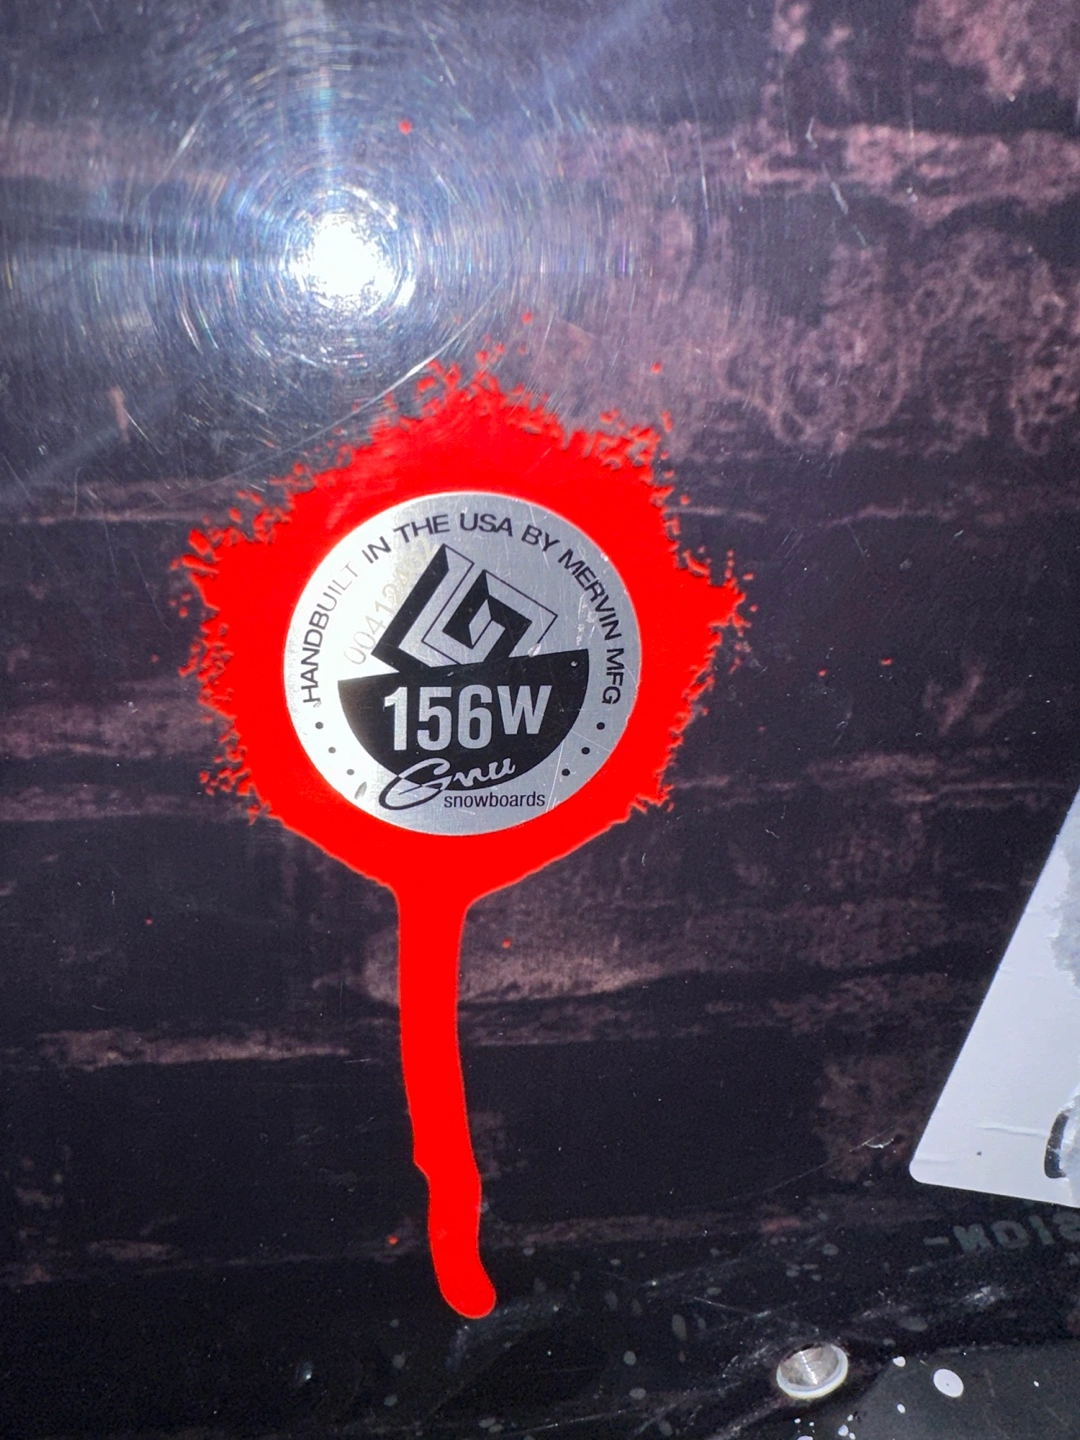 HANDBUILT IN THE USA BY MERVIN MFG
156W
Gnu
snowboards